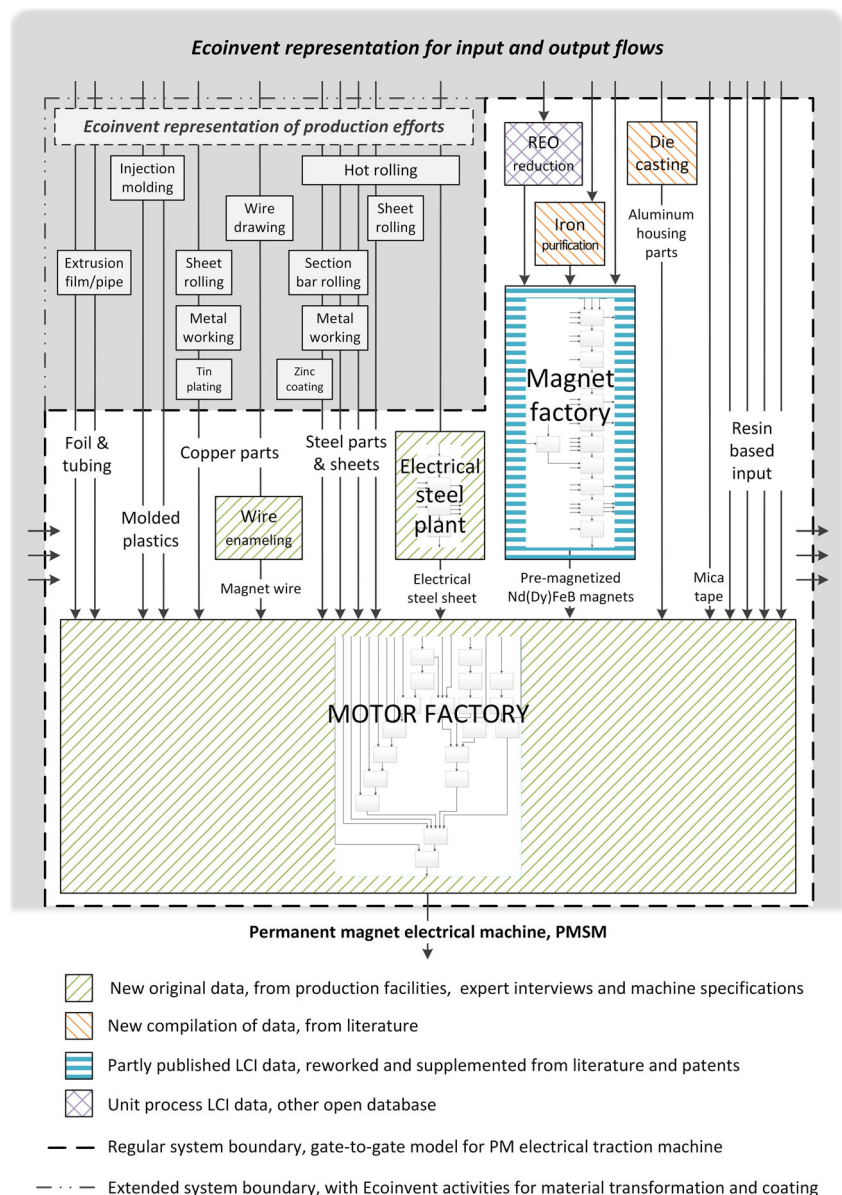 Ecoinvent representation for input and output flows
Ecoinvent representation of production efforts
Injection
molding
Hot rolling
REO
reduction
Die
casting
Wire
drawing
Sheet
rolling
Iron
purification
Aluminum
housing
parts
Extrusion
film/pipe
Sheet
rolling
Section
bar rolling
Metal
working
Metal
working
Tin
plating
Zinc
coating
Magnet
factory
Foil &
tubing
Copper parts
Steel parts
& sheets
Electrical
steel
plant
Resin
based
input
Molded
plastics
Wire
enameling
Magnet wire
Electrical
steel sheet
Pre-magnetized
Nd(Dy)FeB magnets
Mica
tape
MOTOR FACTORY
Permanent magnet electrical machine, PMSM
New original data, from production facilities, expert interviews and machine specifications
New compilation of data, from literature
Partly published LCI data, reworked and supplemented from literature and patents
Unit process LCI data, other open database
Regular system boundary, gate-to-gate model for PM electrical traction machine
Extended system boundary, with Ecoinvent activities for material transformation and coating